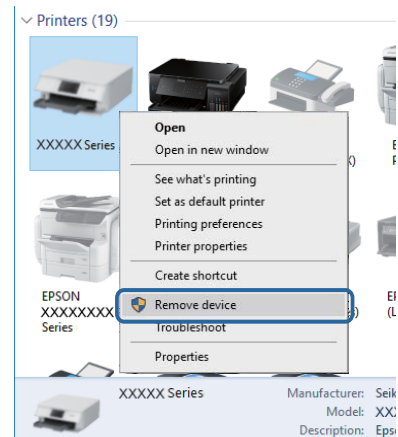 Printers (19)
XXXXX Series
Open
Open in new window
See what's printing
Set as default printer
Printing preferences
Printer properties
Create shortcut
Remove device
Troubleshoot
Properties
EPSON
XXXXXXXX
Series
XXXXX Series
Manufacturer:
Model:
Description: